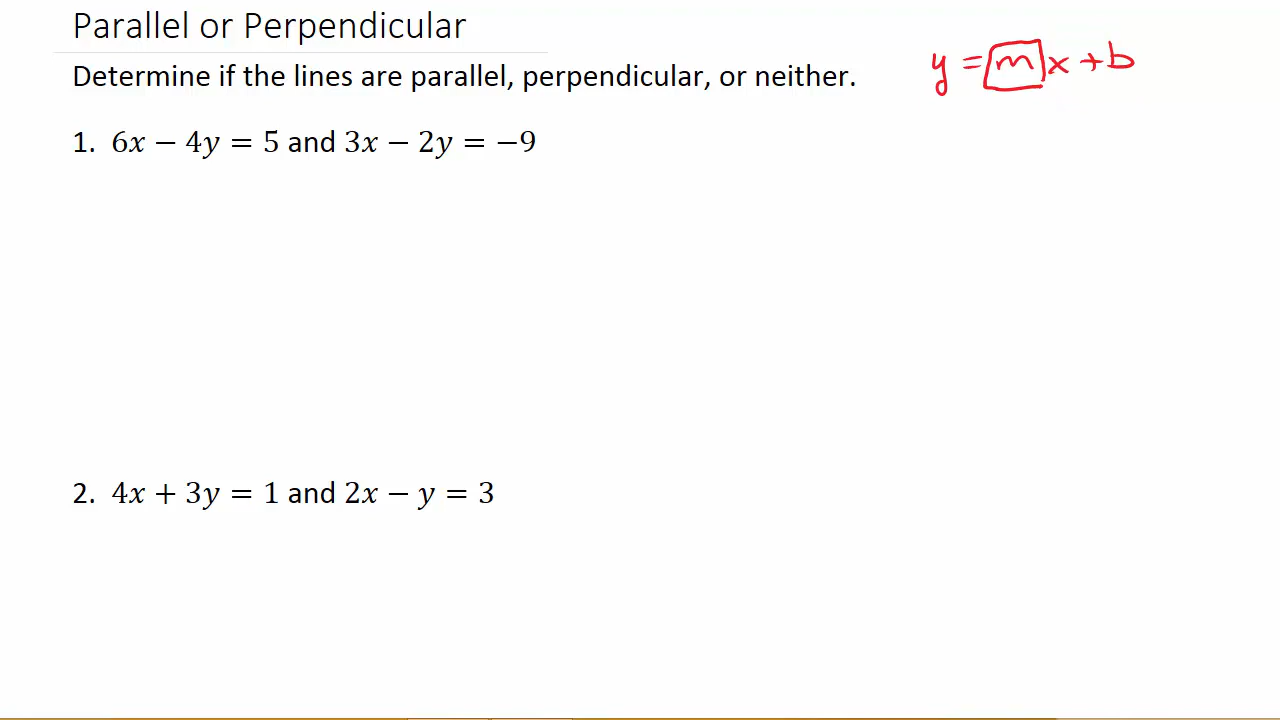 Parallel or Perpendicular
Determine if the lines are parallel, perpendicular, or neither.
y = m x + b
1. 6x − 4y = 5 and 3x − 2y = −9
2. 4x + 3y = 1 and 2x − y = 3